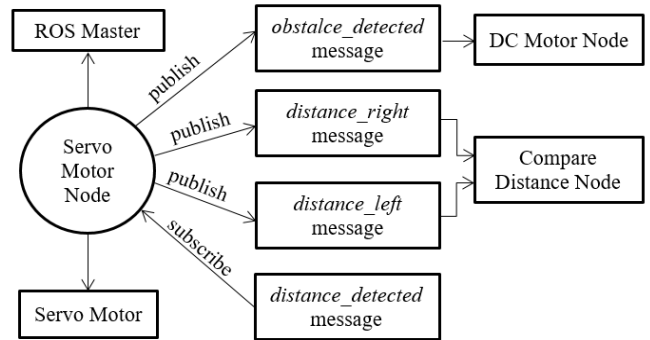 ROS Master
obstalce_detected
message
DC Motor Node
publish
distance_right
message
publish
Servo
Motor
Node
Compare
Distance Node
publish
distance_left
message
subscribe
distance_detected
message
Servo Motor